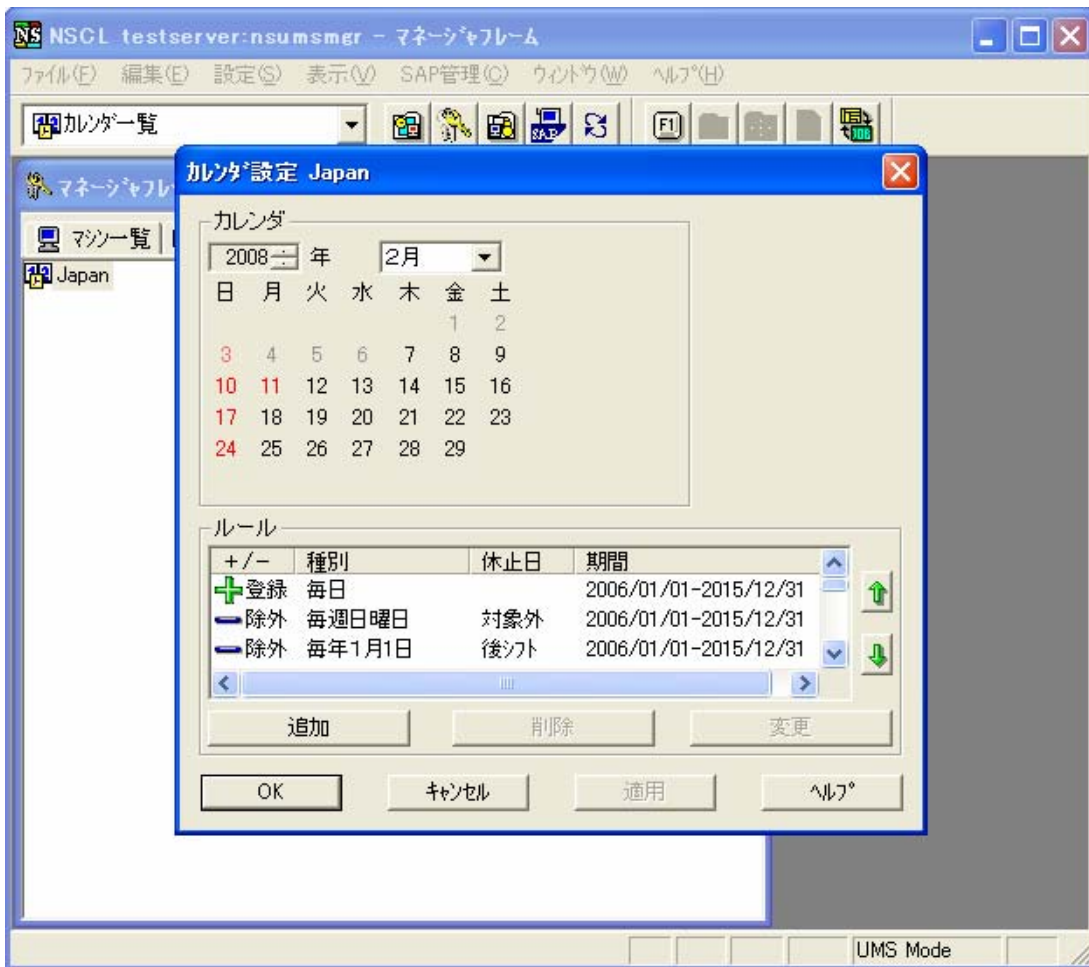 NS NSCL testserver:nsumsmgr - マネージャフレーム
ファイル(F) 編集(E) 設定(S) 表示(V) SAP管理(C) ウィンドウ(W) ヘルプ(H)
カレンダ一覧 SAP F1 JOB
マネージャフレ
マシン一覧
Japan
カレンダ設定 Japan
カレンダ
2008 年 2月
日 月 火 水 木 金 土
1 2
3 4 5 6 7 8 9
10 11 12 13 14 15 16
17 18 19 20 21 22 23
24 25 26 27 28 29
ルール
+/- 種別 休止日 期間
登録 毎日 2006/01/01-2015/12/31
除外 毎週日曜日 対象外 2006/01/01-2015/12/31
除外 毎年1月1日 後シフト 2006/01/01-2015/12/31
追加 削除 変更
OK キャンセル 適用 ヘルプ
UMS Mode